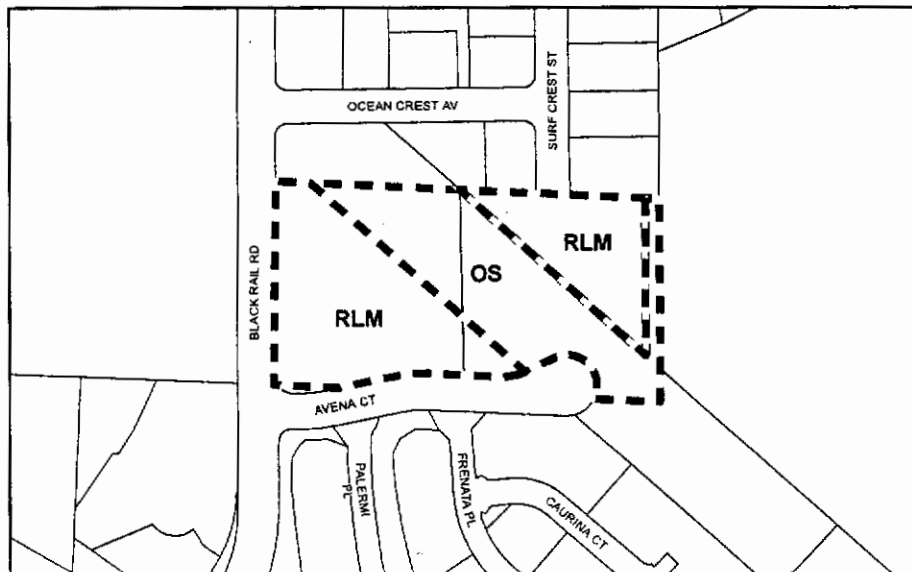 OCEAN CREST AV
SURF CREST ST
BLACK RAIL RD
RLM
OS
RLM
AVENA CT
PALERMI
PL
FRENATA PL
CAURINA CT